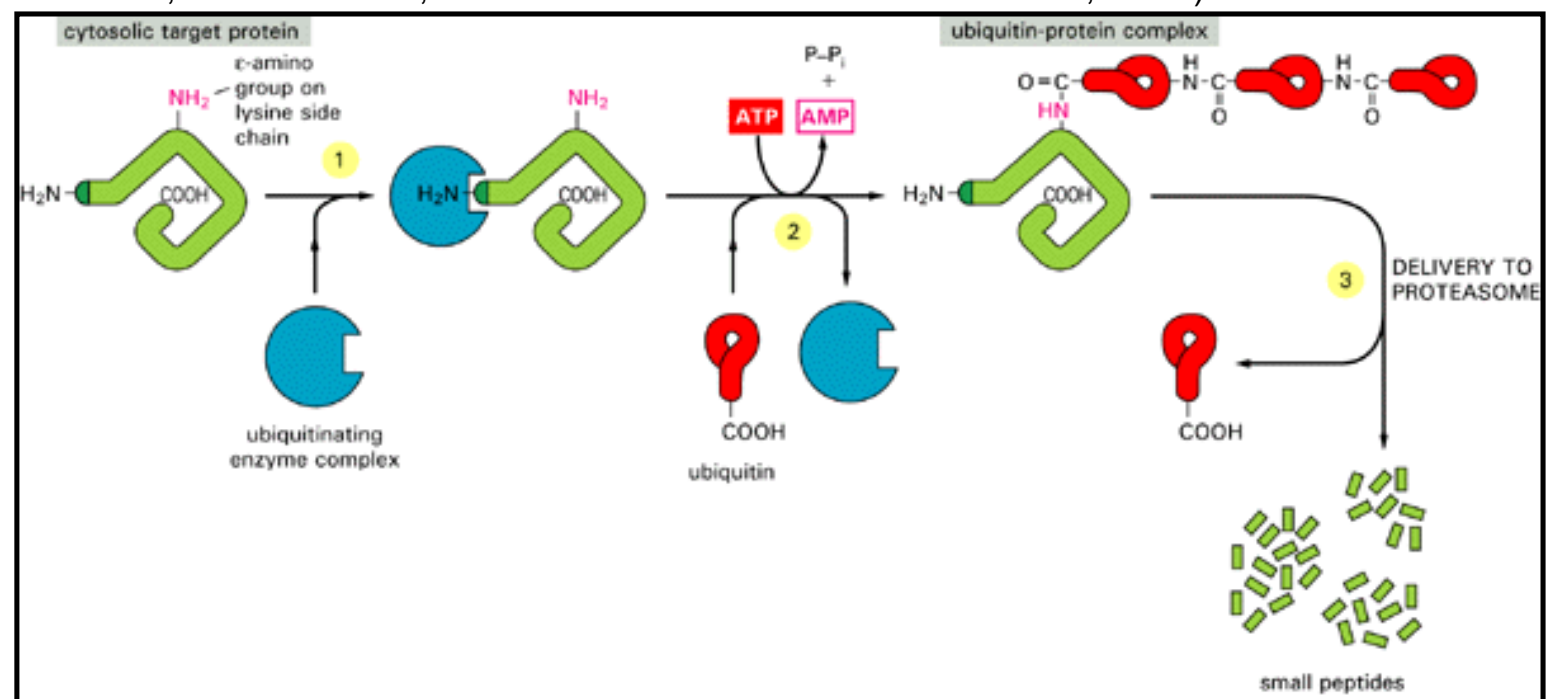 cytosolic target protein
ε-amino
group on
lysine side
chain
NH2
H2N
COOH
1
ubiquitinating
enzyme complex
NH2
H2N
COOH
P–Pi
+
ATP
AMP
2
COOH
ubiquitin
ubiquitin-protein complex
O=C
HN
H
N-C
O
H
N-C
O
H2N
COOH
3
DELIVERY TO
PROTEASOME
COOH
small peptides